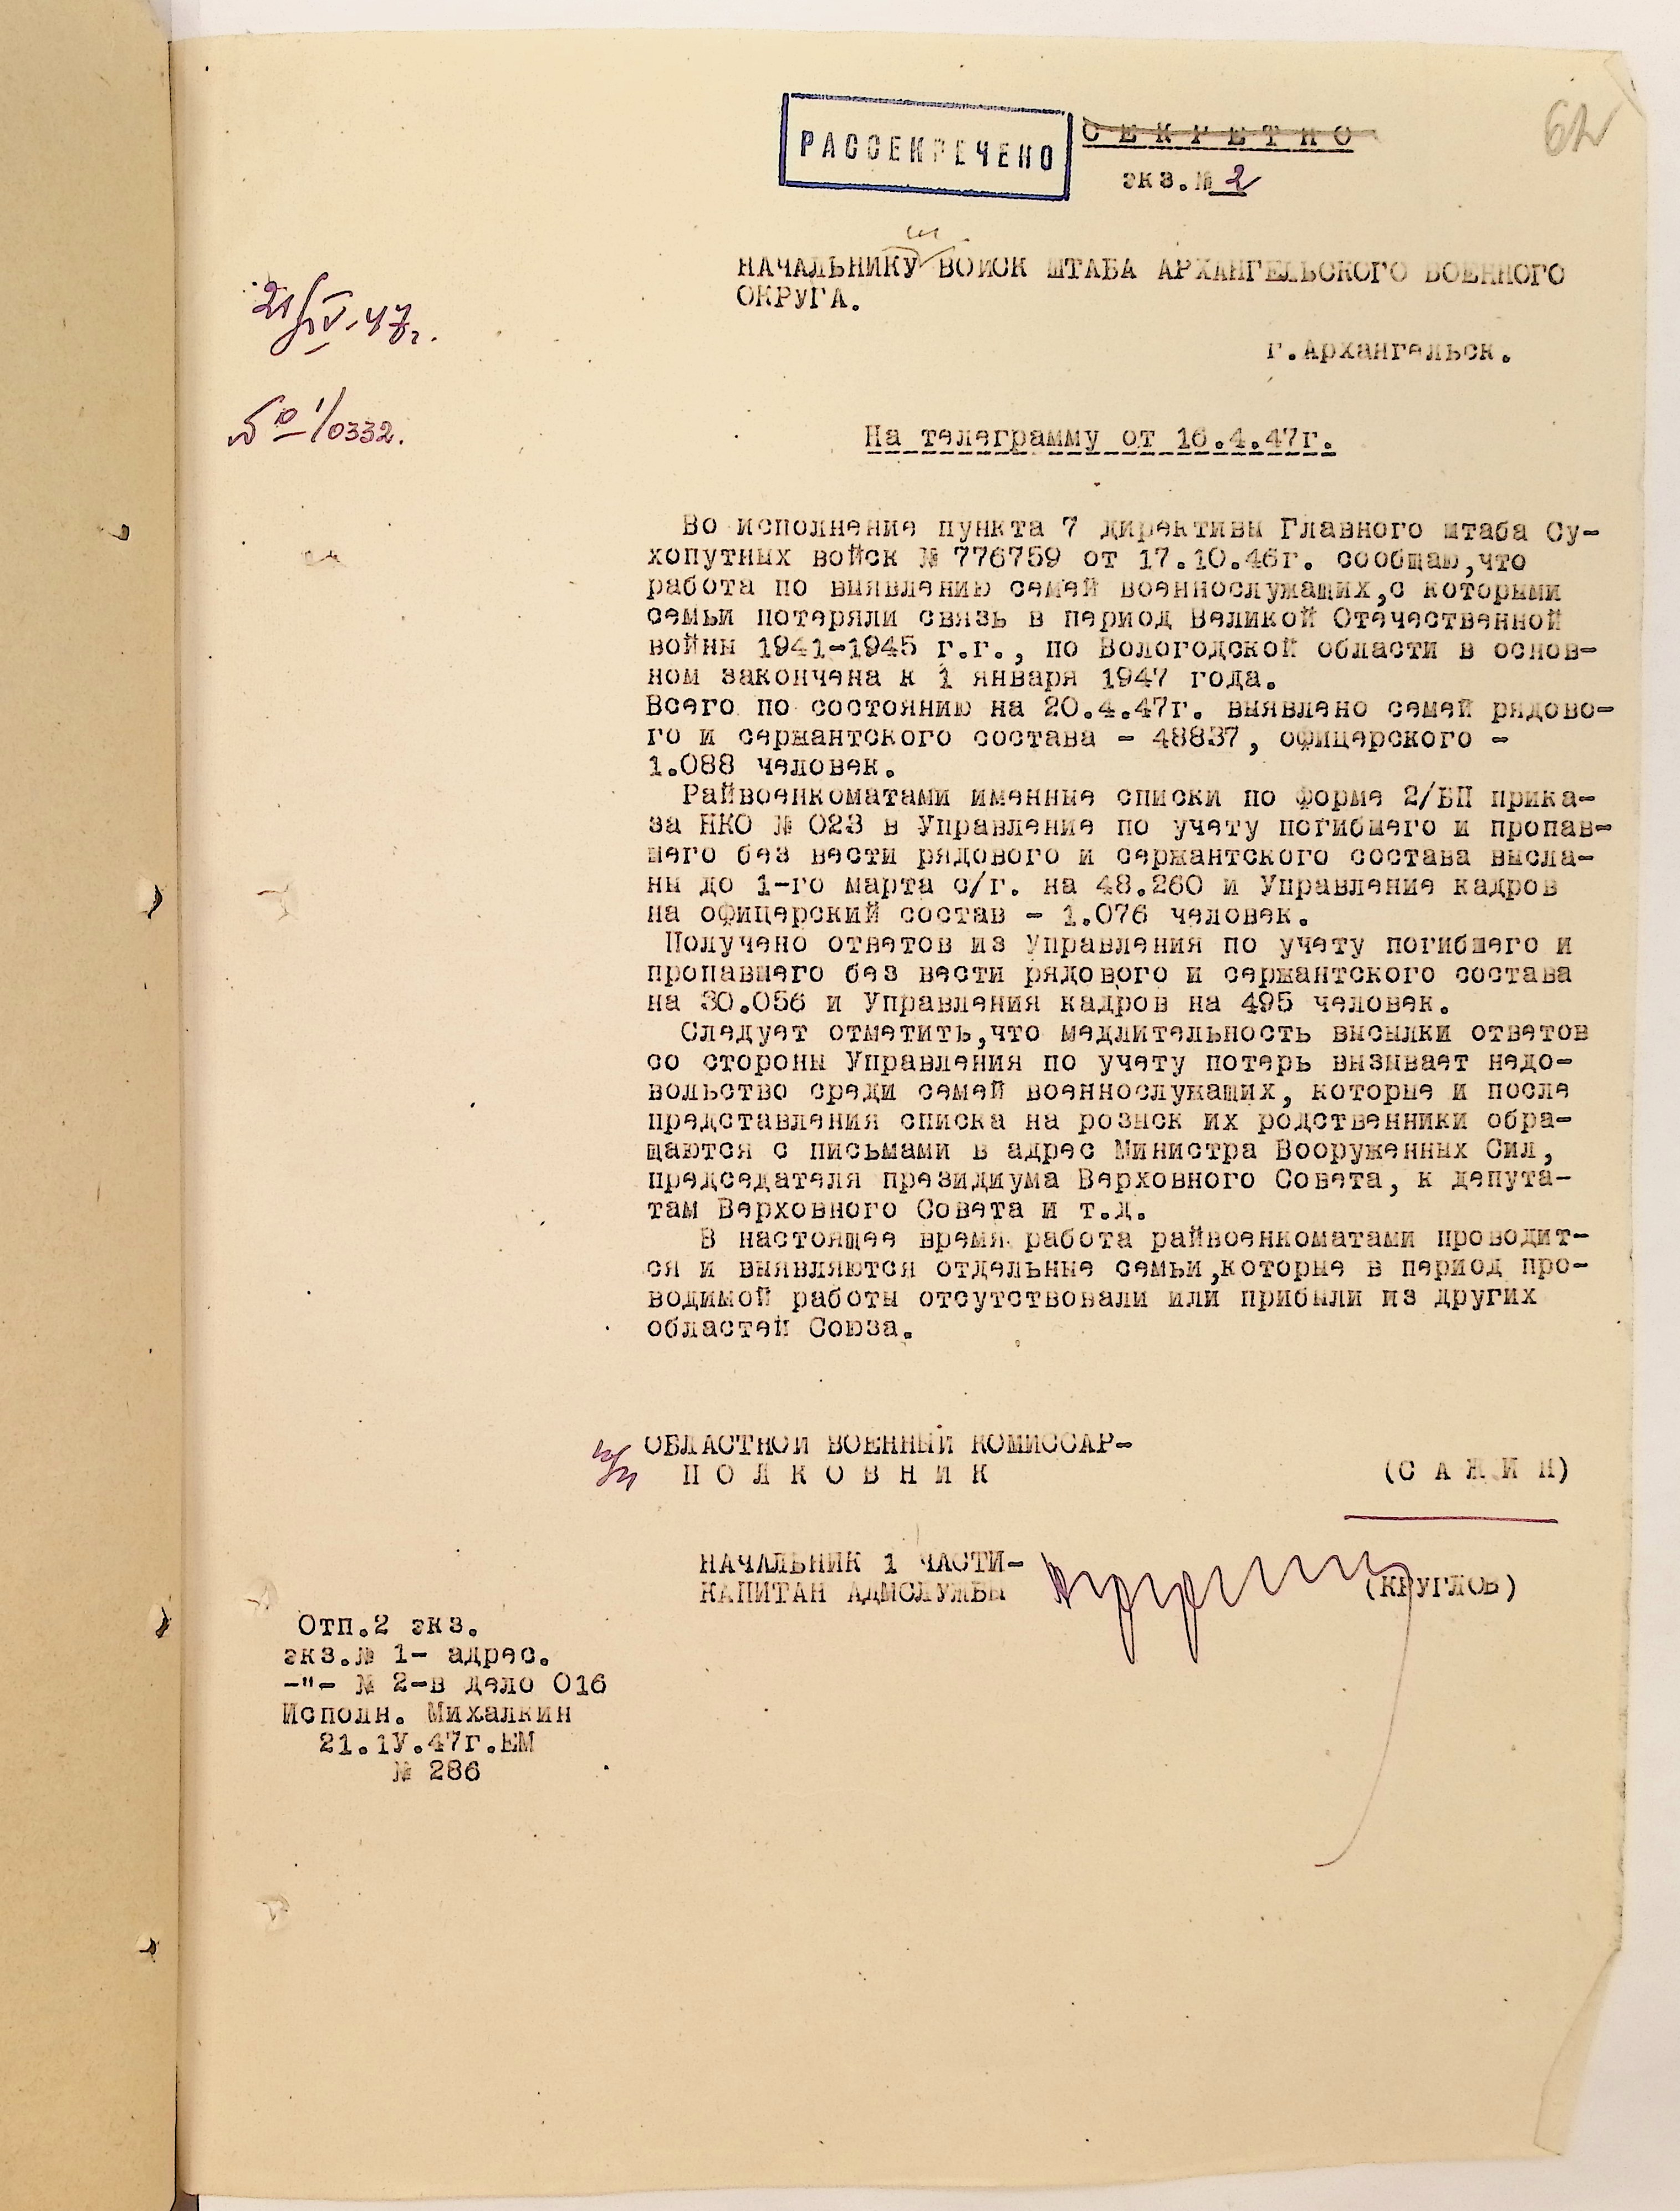 62
РАССЕКРЕЧЕНО
СЕКРЕТНО
экз.№ 2
НАЧАЛЬНИКУ ВОЙСК ШТАБА АРХАНГЕЛЬСКОГО ВОЕННОГО
ОКРУГА.
г.Архангельск.
21/IV-47г.
№ 1/0332.
На телеграмму от 16.4.47г.
Во исполнение пункта 7 директивы Главного штаба Су-
хопутных войск № 776759 от 17.10.46г. сообщаю,что
работа по выявлению семей военнослужащих,с которыми
семьи потеряли связь в период Великой Отечественной
войны 1941-1945 г.г., по Вологодской области в основ-
ном закончена к 1 января 1947 года.
Всего по состоянию на 20.4.47г. выявлено семей рядово-
го и сержантского состава - 48837, офицерского -
1.088 человек.
Райвоенкоматами именные списки по форме 2/БП прика-
за НКО № 023 в Управление по учету погибшего и пропав-
шего без вести рядового и сержантского состава высла-
ны до 1-го марта с/г. на 48.260 и Управление кадров
на офицерский состав - 1.076 человек.
Получено ответов из Управления по учету погибшего и
пропавшего без вести рядового и сержантского состава
на 30.056 и Управления кадров на 495 человек.
Следует отметить,что медлительность высылки ответов
со стороны Управления по учету потерь вызывает недо-
вольство среди семей военнослужащих, которые и после
представления списка на розыск их родственники обра-
щаются с письмами в адрес Министра Вооруженных Сил,
председателя президиума Верховного Совета, к депута-
там Верховного Совета и т.д.
В настоящее время работа райвоенкоматами проводит-
ся и выявляются отдельные семьи,которые в период про-
водимой работы отсутствовали или прибыли из других
областей Союза.
п/п ОБЛАСТНОЙ ВОЕННЫЙ КОМИССАР-
ПОЛКОВНИК (САЖИН)
НАЧАЛЬНИК 1 ЧАСТИ-
КАПИТАН АДМСЛУЖБЫ (КРУГЛОВ)
Отп.2 экз.
экз.№ 1- адрес.
-"- № 2-в дело 016
Исполн. Михалкин
21.1У.47г.ЕМ
№ 286